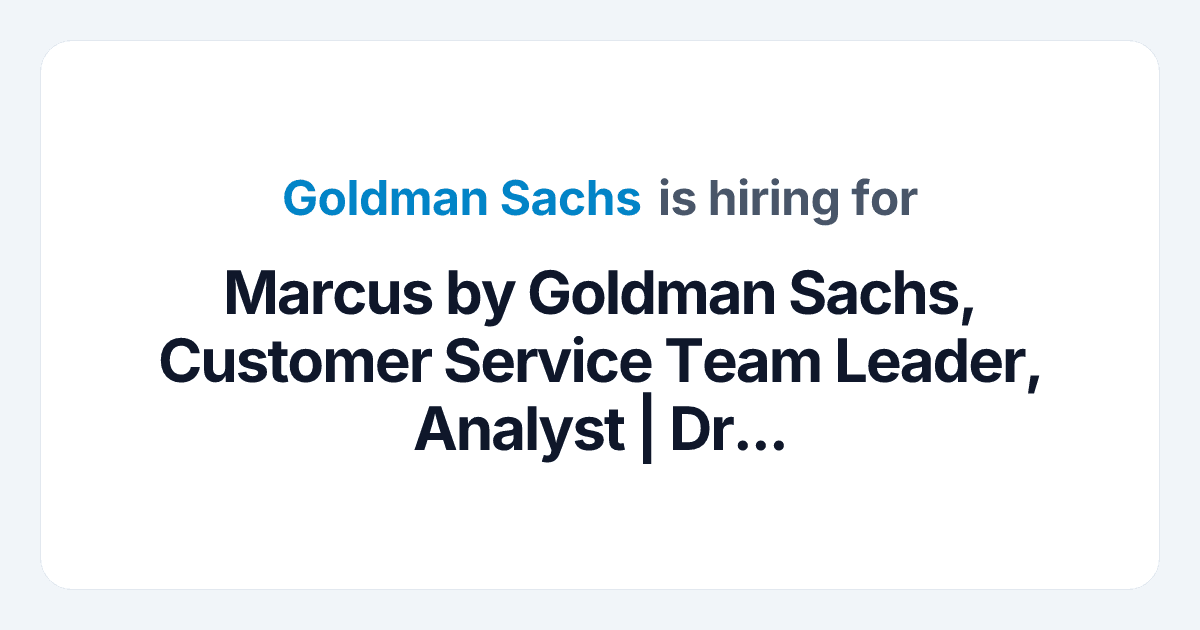 Goldman Sachs is hiring for
Marcus by Goldman Sachs,
Customer Service Team Leader,
Analyst | Dr...